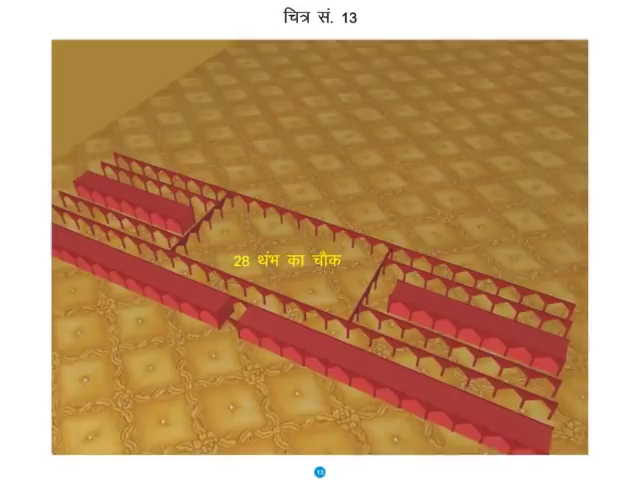 चित्र सं. 13
28 थंभ का चौक
13